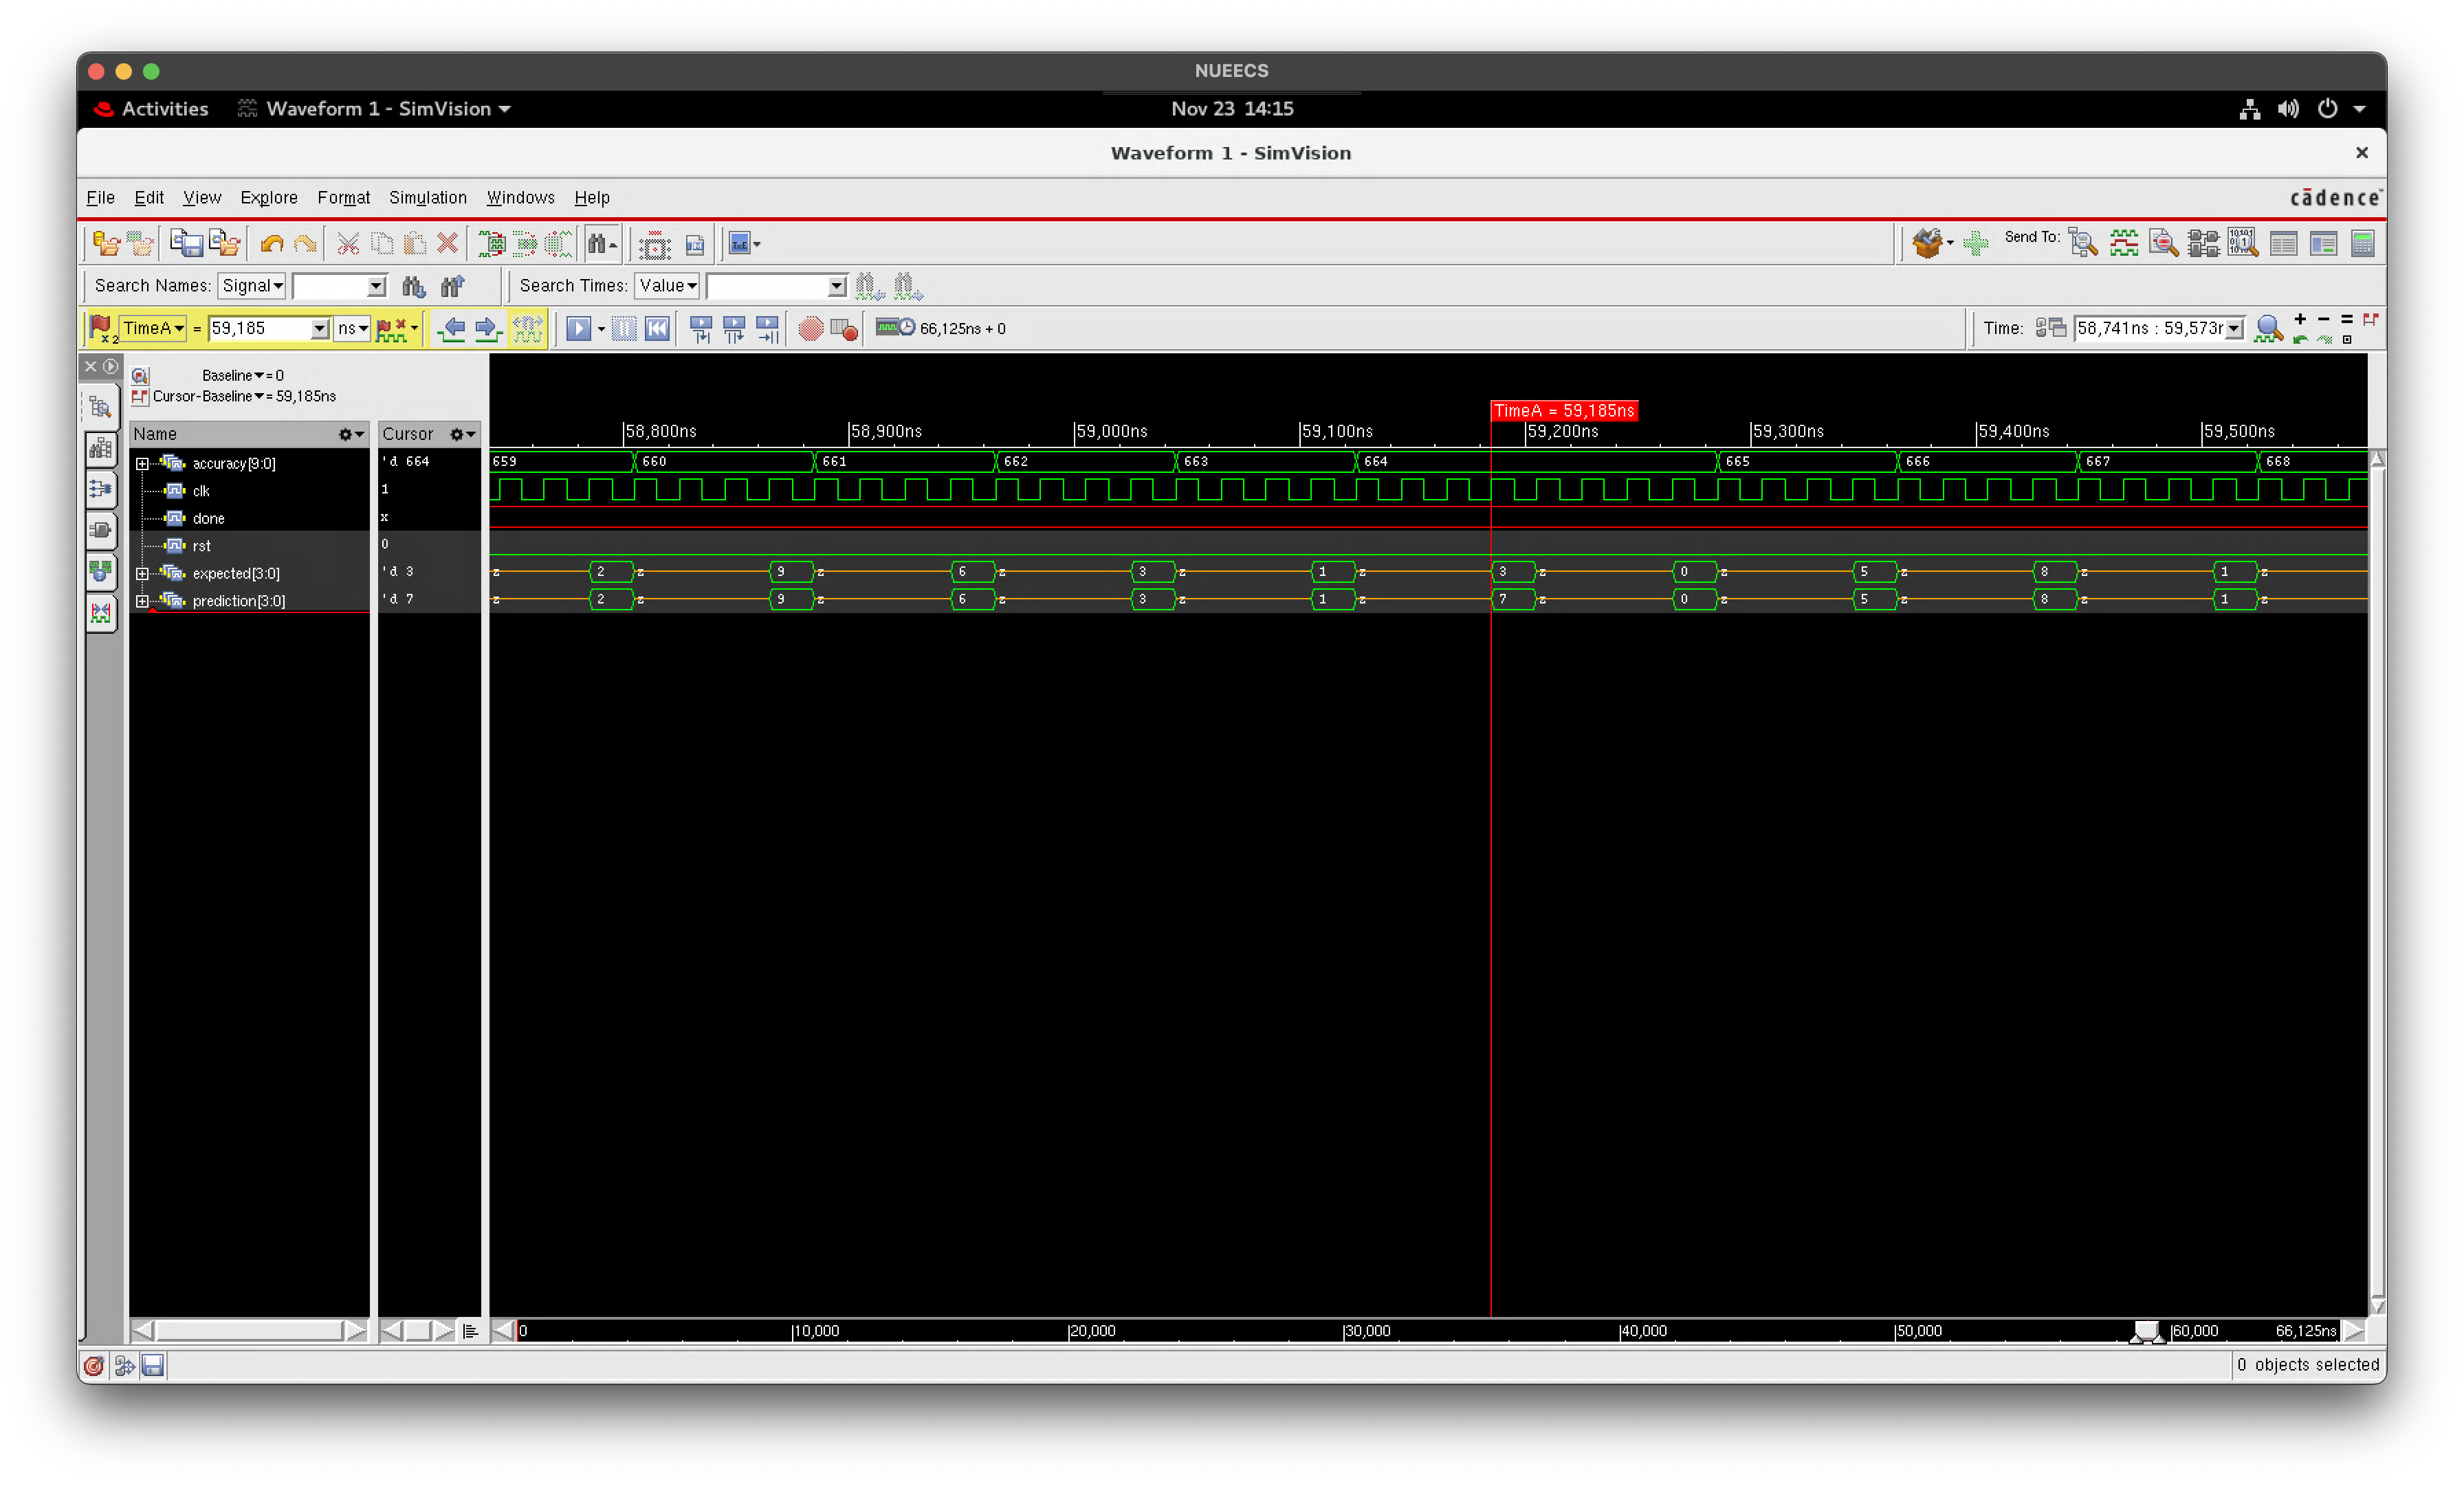 NUEECS
Activities Waveform 1 - SimVision Nov 23 14:15
Waveform 1 - SimVision
File Edit View Explore Format Simulation Windows Help cādence
Send To:
Search Names: Signal Search Times: Value
x2 TimeA = 59,185 ns 66,125ns + 0 Time: 58,741ns : 59,573r
Baseline = 0
Cursor-Baseline = 59,185ns
TimeA = 59,185ns
Name Cursor 58,800ns 58,900ns 59,000ns 59,100ns 59,200ns 59,300ns 59,400ns 59,500ns
accuracy[9:0] 'd 664 659 660 661 662 663 664 665 666 667 668
clk 1
done x
rst 0
expected[3:0] 'd 3 z 2 z 9 z 6 z 3 z 1 z 3 z 0 z 5 z 8 z 1 z
prediction[3:0] 'd 7 z 2 z 9 z 6 z 3 z 1 z 7 z 0 z 5 z 8 z 1 z
0 10,000 20,000 30,000 40,000 50,000 60,000 66,125ns
0 objects selected